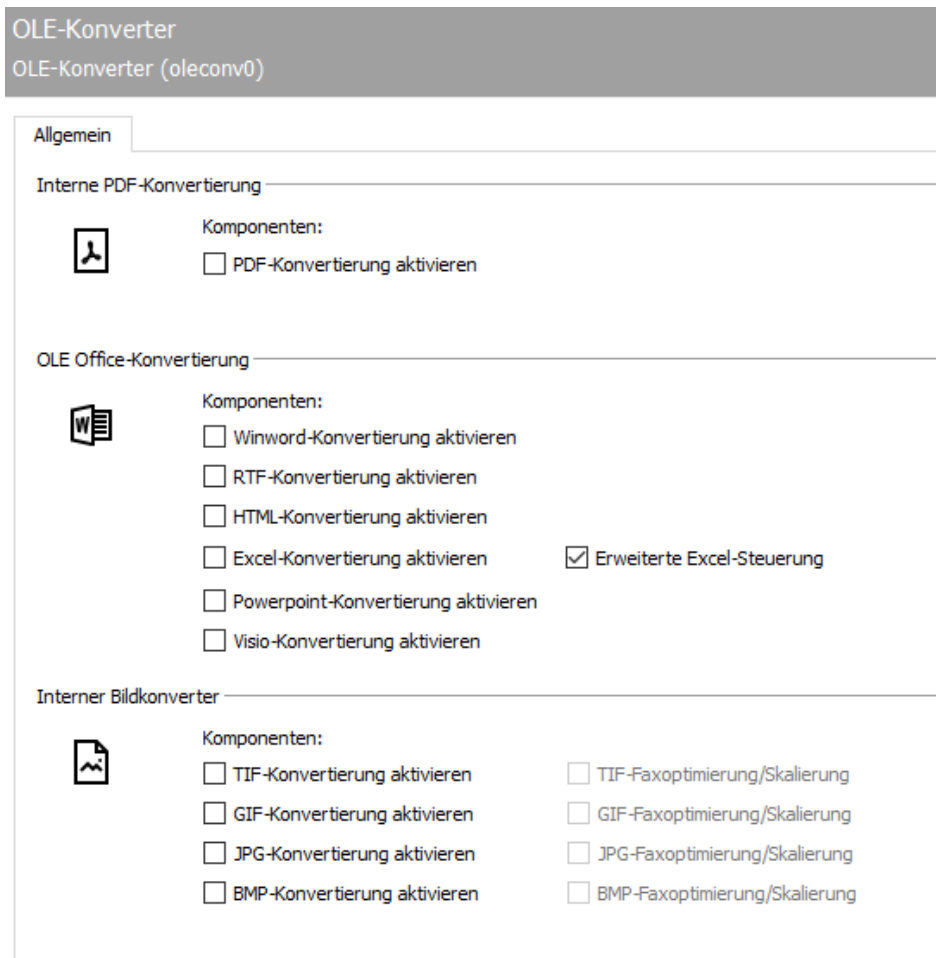 OLE-Konverter
OLE-Konverter (oleconv0)
Allgemein
Interne PDF-Konvertierung
Komponenten:
PDF-Konvertierung aktivieren
OLE Office-Konvertierung
Komponenten:
Winword-Konvertierung aktivieren
RTF-Konvertierung aktivieren
HTML-Konvertierung aktivieren
Excel-Konvertierung aktivieren Erweiterte Excel-Steuerung
Powerpoint-Konvertierung aktivieren
Visio-Konvertierung aktivieren
Interner Bildkonverter
Komponenten:
TIF-Konvertierung aktivieren TIF-Faxoptimierung/Skalierung
GIF-Konvertierung aktivieren GIF-Faxoptimierung/Skalierung
JPG-Konvertierung aktivieren JPG-Faxoptimierung/Skalierung
BMP-Konvertierung aktivieren BMP-Faxoptimierung/Skalierung